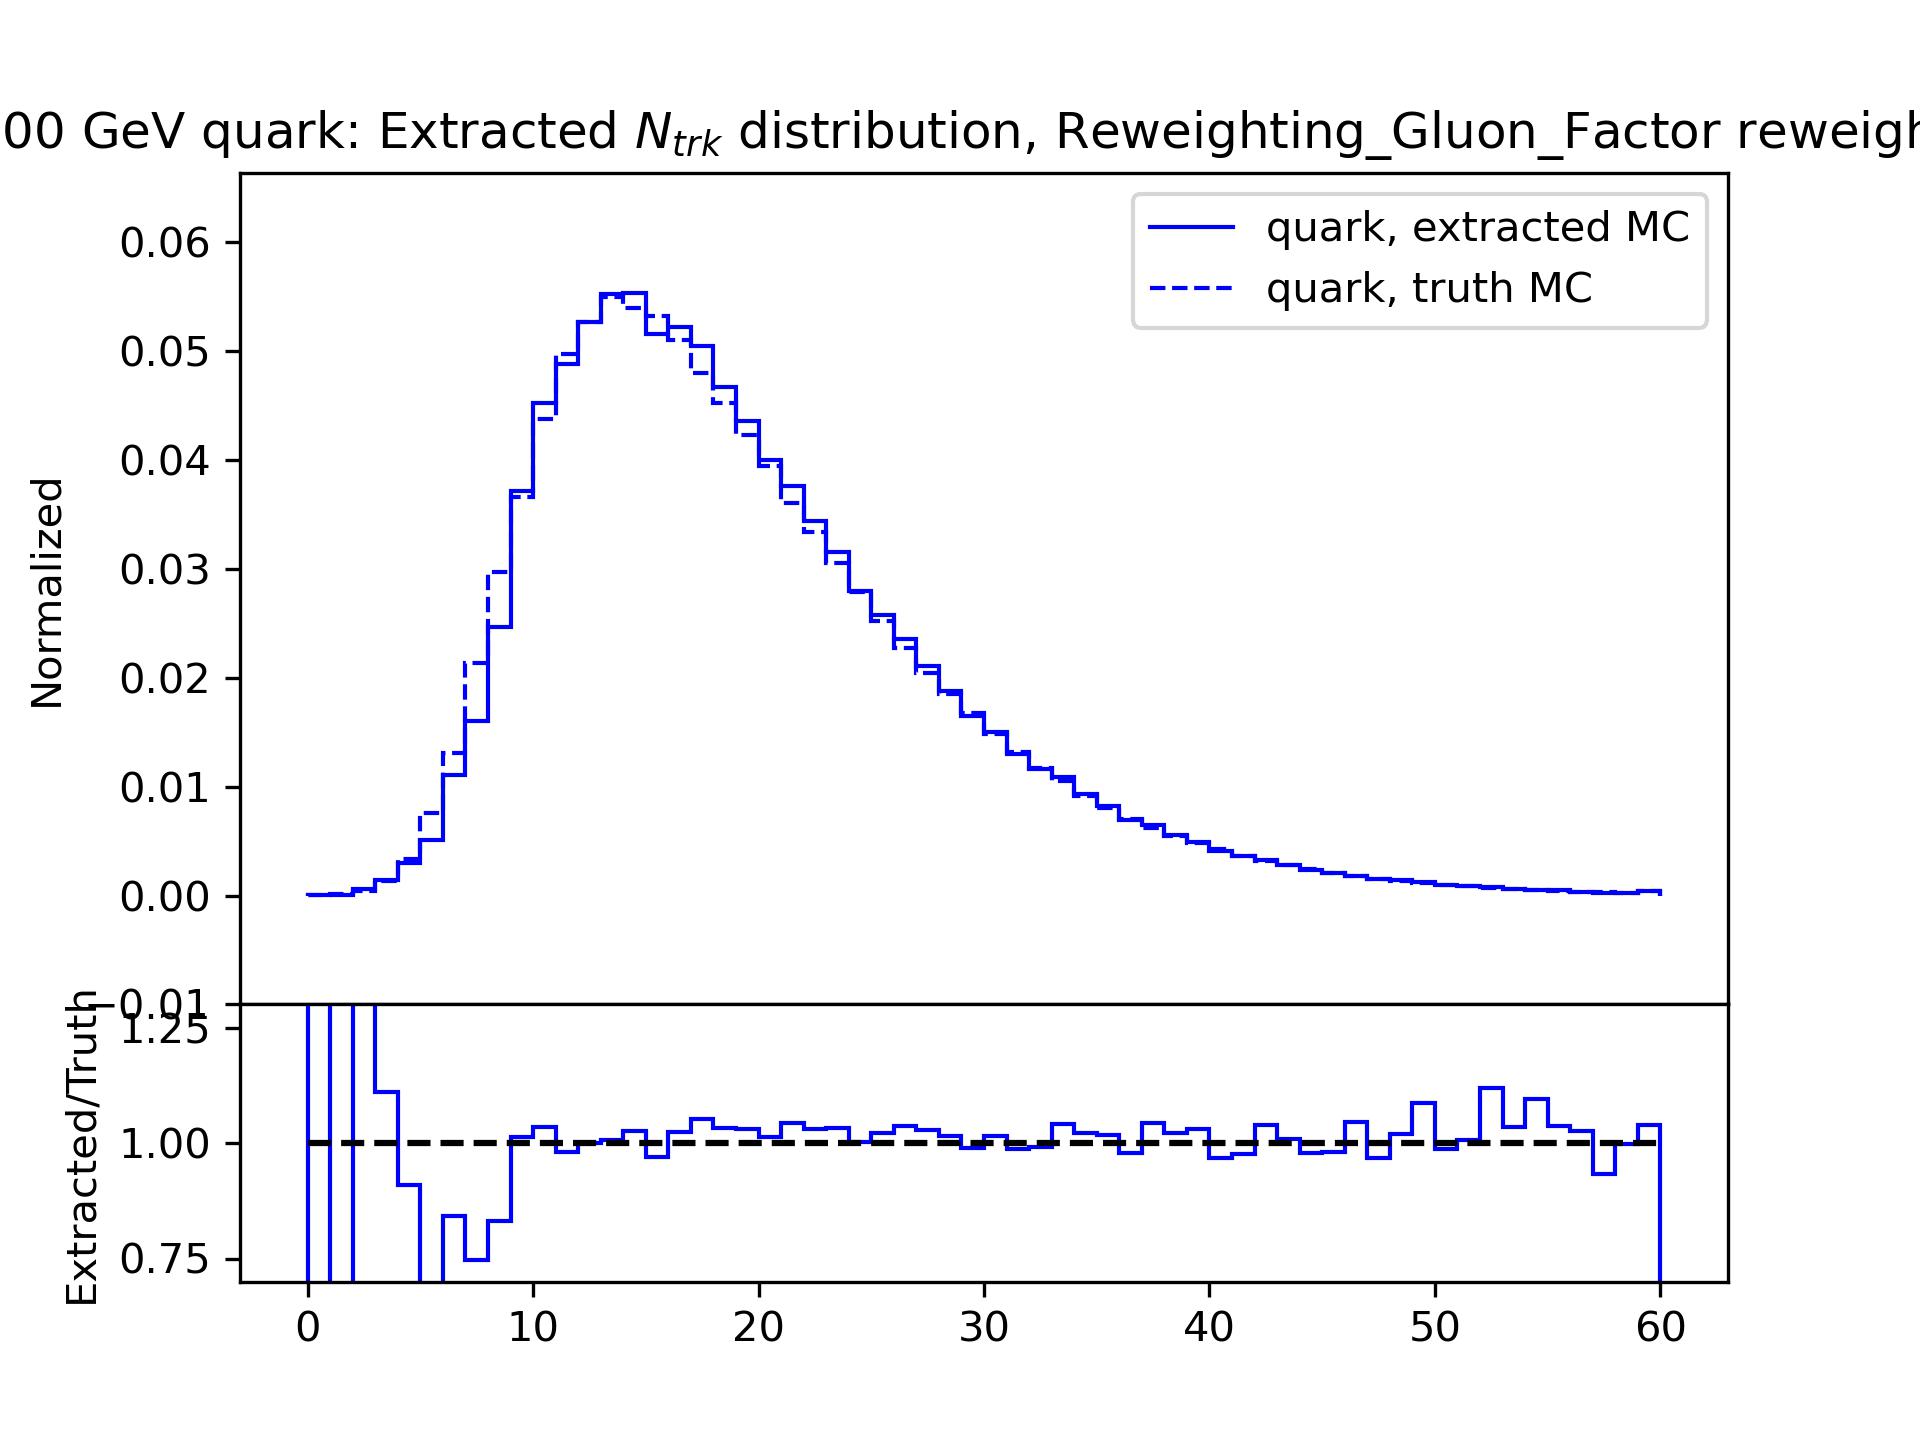 00 GeV quark: Extracted N_trk distribution, Reweighting_Gluon_Factor reweigh
quark, extracted MC
quark, truth MC
Normalized
0.06
0.05
0.04
0.03
0.02
0.01
0.00
−0.01
Extracted/Truth
1.25
1.00
0.75
0 10 20 30 40 50 60